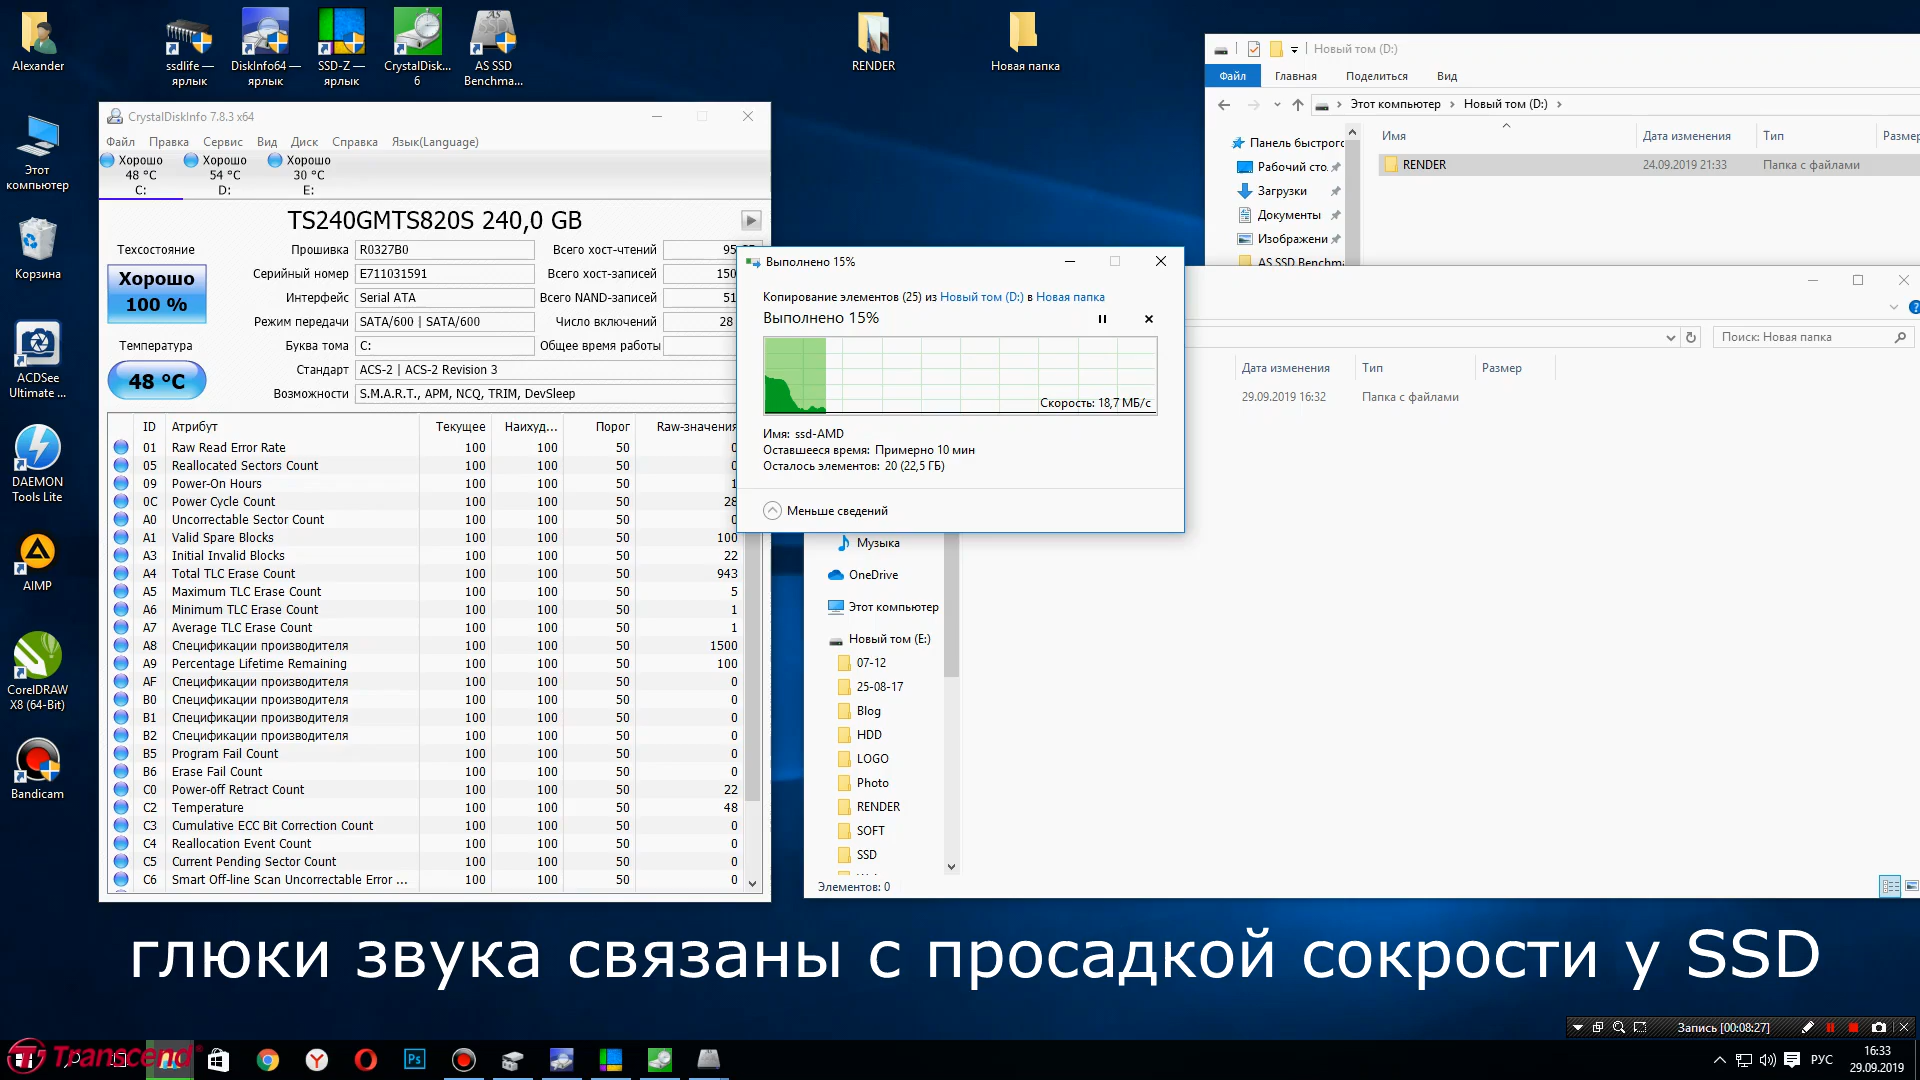 Alexander
ssdlife — ярлык
DiskInfo64 — ярлык
SSD-Z — ярлык
CrystalDisk... 6
AS SSD Benchma...
RENDER
Новая папка
Этот компьютер
Корзина
ACDSee Ultimate ...
DAEMON Tools Lite
AIMP
CorelDRAW X8 (64-Bit)
Bandicam
CrystalDiskInfo 7.8.3 x64
Файл Правка Сервис Вид Диск Справка Язык(Language)
Хорошо Хорошо Хорошо
48 °C 54 °C 30 °C
C: D: E:
TS240GMTS820S 240,0 GB
Техсостояние
Хорошо
100 %
Температура
48 °C
Прошивка R0327B0 Всего хост-чтений 95
Серийный номер E711031591 Всего хост-записей 150
Интерфейс Serial ATA Всего NAND-записей 51
Режим передачи SATA/600 | SATA/600 Число включений 28
Буква тома C: Общее время работы
Стандарт ACS-2 | ACS-2 Revision 3
Возможности S.M.A.R.T., APM, NCQ, TRIM, DevSleep
ID Атрибут Текущее Наихуд... Порог Raw-значения
01 Raw Read Error Rate 100 100 50 0
05 Reallocated Sectors Count 100 100 50 0
09 Power-On Hours 100 100 50 1
0C Power Cycle Count 100 100 50 28
A0 Uncorrectable Sector Count 100 100 50 0
A1 Valid Spare Blocks 100 100 50 100
A3 Initial Invalid Blocks 100 100 50 22
A4 Total TLC Erase Count 100 100 50 943
A5 Maximum TLC Erase Count 100 100 50 5
A6 Minimum TLC Erase Count 100 100 50 1
A7 Average TLC Erase Count 100 100 50 1
A8 Спецификации производителя 100 100 50 1500
A9 Percentage Lifetime Remaining 100 100 50 100
AF Спецификации производителя 100 100 50 0
B0 Спецификации производителя 100 100 50 0
B1 Спецификации производителя 100 100 50 0
B2 Спецификации производителя 100 100 50 0
B5 Program Fail Count 100 100 50 0
B6 Erase Fail Count 100 100 50 0
C0 Power-off Retract Count 100 100 50 22
C2 Temperature 100 100 50 48
C3 Cumulative ECC Bit Correction Count 100 100 50 0
C4 Reallocation Event Count 100 100 50 0
C5 Current Pending Sector Count 100 100 50 0
C6 Smart Off-line Scan Uncorrectable Error ... 100 100 50 0
Выполнено 15%
Копирование элементов (25) из Новый том (D:) в Новая папка
Выполнено 15%
Скорость: 18,7 МБ/с
Имя: ssd-AMD
Оставшееся время: Примерно 10 мин
Осталось элементов: 20 (22,5 ГБ)
Меньше сведений
Новый том (D:)
Файл Главная Поделиться Вид
Этот компьютер Новый том (D:)
Имя Дата изменения Тип Размер
RENDER 24.09.2019 21:33 Папка с файлами
Панель быстрого
Рабочий сто
Загрузки
Документы
Изображени
AS SSD Benchma
Поиск: Новая папка
Дата изменения Тип Размер
29.09.2019 16:32 Папка с файлами
Музыка
OneDrive
Этот компьютер
Новый том (E:)
07-12
25-08-17
Blog
HDD
LOGO
Photo
RENDER
SOFT
SSD
Элементов: 0
глюки звука связаны с просадкой сокрости у SSD
Запись [00:08:27]
Transcend
Ps
РУС
16:33
29.09.2019